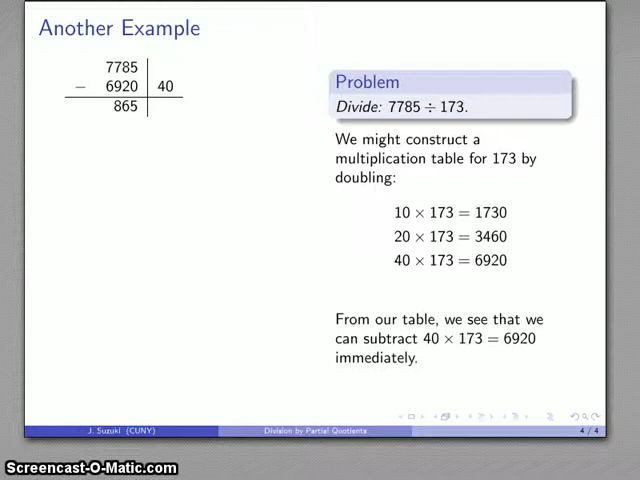 Another Example
7785
− 6920 40
865
Problem
Divide: 7785 ÷ 173.
We might construct a
multiplication table for 173 by
doubling:
10 × 173 = 1730
20 × 173 = 3460
40 × 173 = 6920
From our table, we see that we
can subtract 40 × 173 = 6920
immediately.
J. Suzuki (CUNY) Division by Partial Quotients 4 / 4
Screencast-O-Matic.com